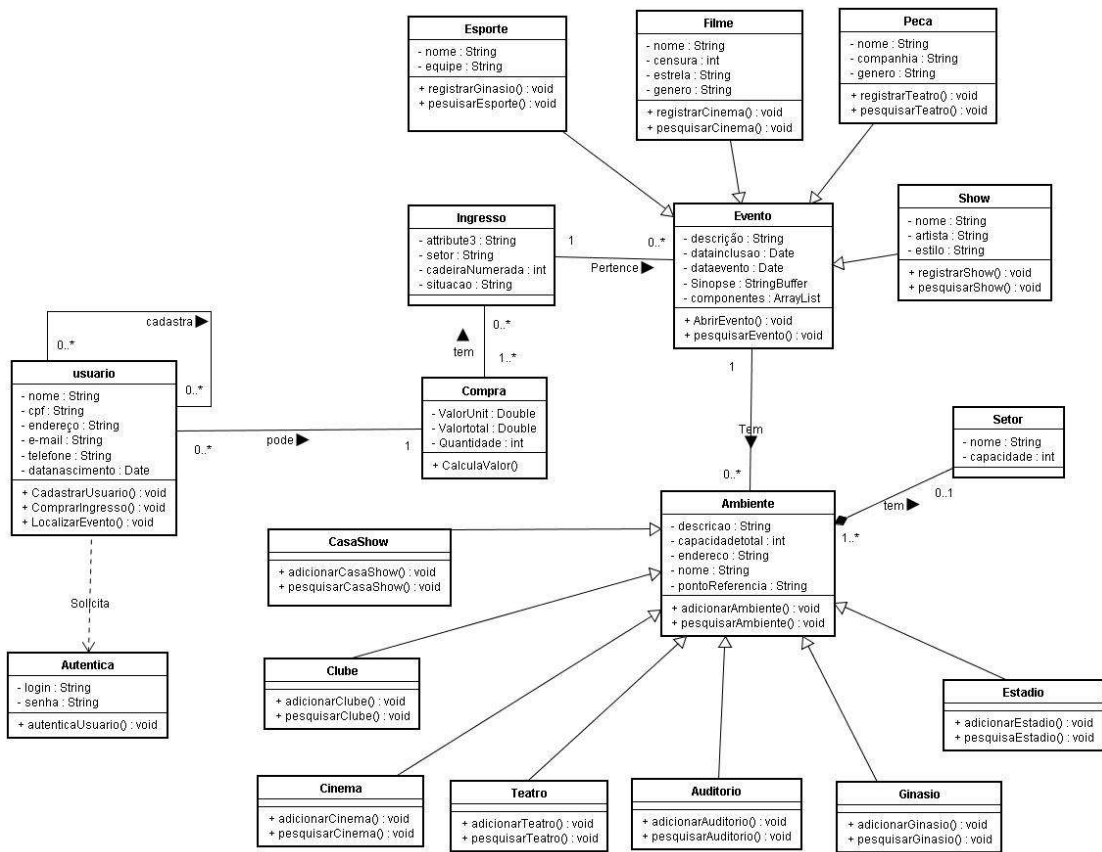 Esporte
- nome : String
- equipe : String
+ registrarGinasio() : void
+ pesuisarEsporte() : void
Filme
- nome : String
- censura : int
- estrela : String
- genero : String
+ registrarCinema() : void
+ pesquisarCinema() : void
Peca
- nome : String
- companhia : String
- genero : String
+ registrarTeatro() : void
+ pesquisarTeatro() : void
Show
- nome : String
- artista : String
- estilo : String
+ registrarShow() : void
+ pesquisarShow() : void
Ingresso
- attribute3 : String
- setor : String
- cadeiraNumerada : int
- situacao : String
1
0..*
Pertence
Evento
- descrição : String
- datainclusao : Date
- dataevento : Date
- Sinopse : StringBuffer
- componentes : ArrayList
+ AbrirEvento() : void
+ pesquisarEvento() : void
cadastra
0..*
0..*
usuario
- nome : String
- cpf : String
- endereço : String
- e-mail : String
- telefone : String
- datanascimento : Date
+ CadastrarUsuario() : void
+ ComprarIngresso() : void
+ LocalizarEvento() : void
0..*
tem
1..*
0..*
pode
1
Compra
- ValorUnit : Double
- Valortotal : Double
- Quantidade : int
+ CalculaValor()
1
Tem
0..*
Setor
- nome : String
- capacidade : int
0..1
tem
1..*
Ambiente
- descricao : String
- capacidadetotal : int
- endereco : String
- nome : String
- pontoReferencia : String
+ adicionarAmbiente() : void
+ pesquisarAmbiente() : void
CasaShow
+ adicionarCasaShow() : void
+ pesquisarCasaShow() : void
Solicita
Autentica
- login : String
- senha : String
+ autenticaUsuario() : void
Clube
+ adicionarClube() : void
+ pesquisarClube() : void
Estadio
+ adicionarEstadio() : void
+ pesquisaEstadio() : void
Cinema
+ adicionarCinema() : void
+ pesquisarCinema() : void
Teatro
+ adicionarTeatro() : void
+ pesquisarTeatro() : void
Auditorio
+ adicionarAuditorio() : void
+ pesquisarAuditorio() : void
Ginasio
+ adicionarGinasio() : void
+ pesquisarGinasio() : void